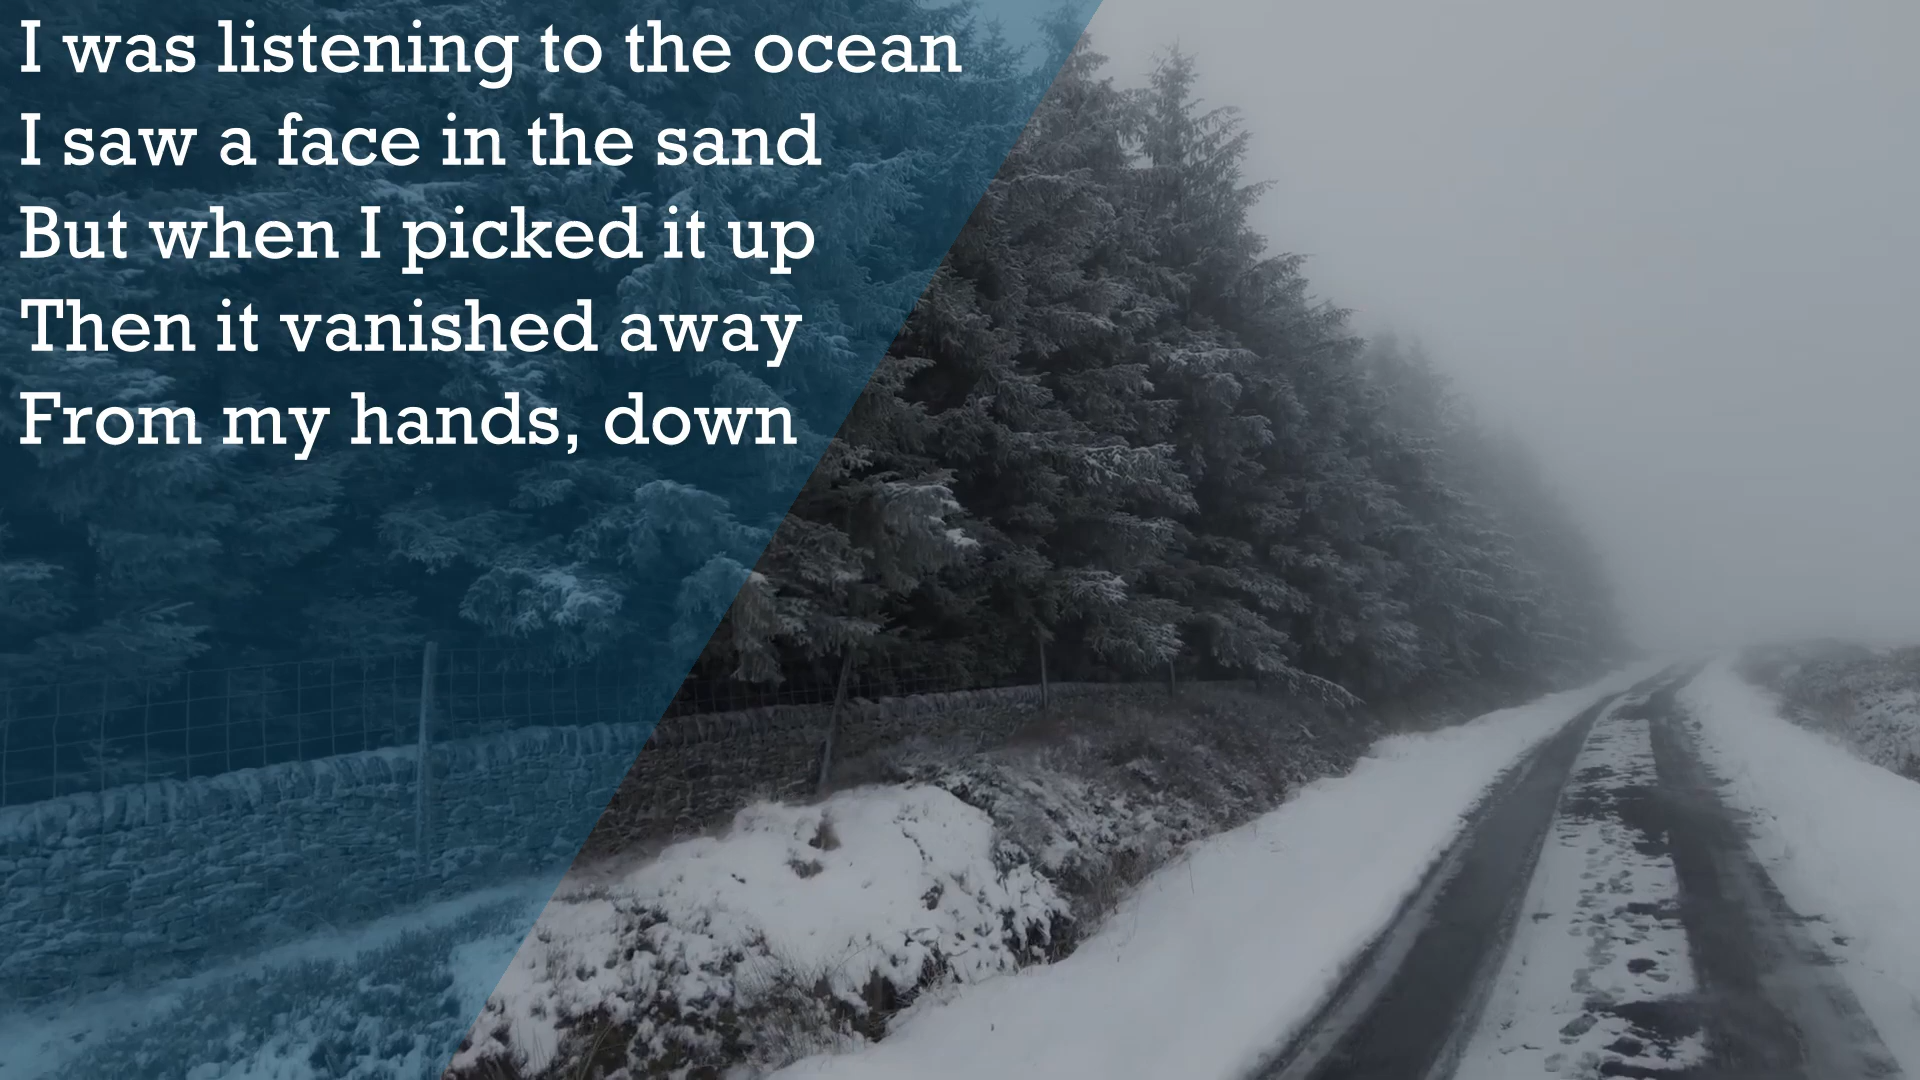 I was listening to the ocean
I saw a face in the sand
But when I picked it up
Then it vanished away
From my hands, down